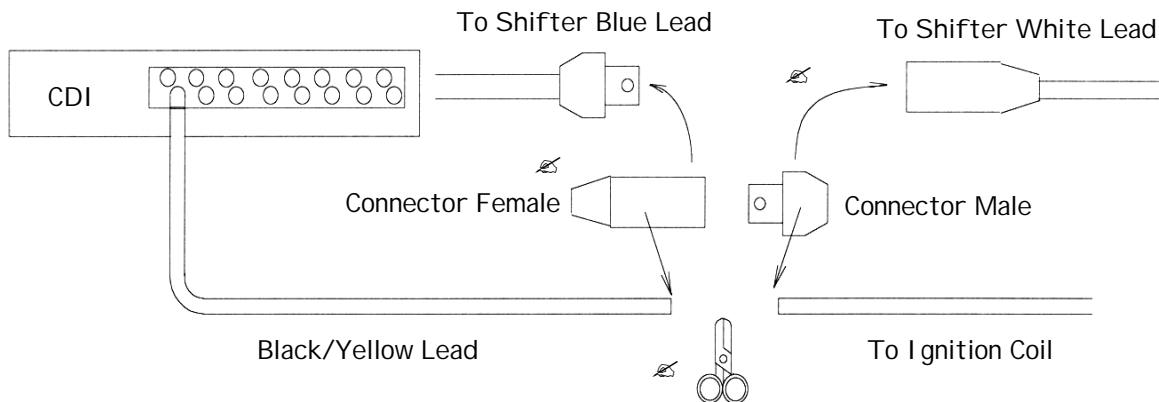 To Shifter Blue Lead
To Shifter White Lead
CDI
Connector Female
Connector Male
Black/Yellow Lead
To Ignition Coil